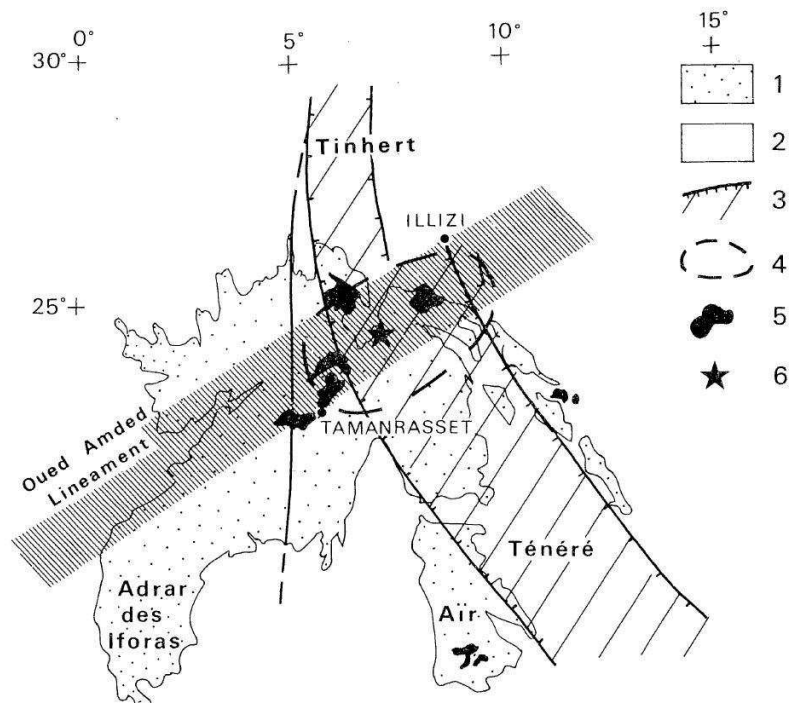 0° 5° 10° 15°
30°
25°
Tinhert
ILLIZI
TAMANRASSET
Oued Amded
Lineament
Adrar
des
Iforas
Aïr
Ténéré
1
2
3
4
5
6